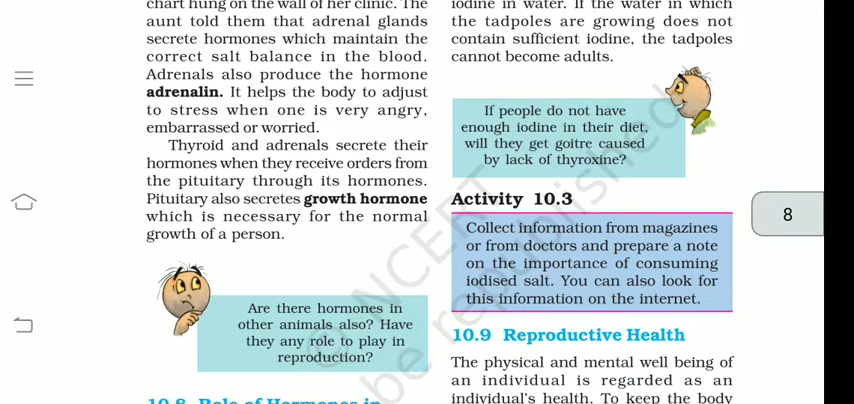 chart hung on the wall of her clinic. The
aunt told them that adrenal glands
secrete hormones which maintain the
correct salt balance in the blood.
Adrenals also produce the hormone
adrenalin. It helps the body to adjust
to stress when one is very angry,
embarrassed or worried.
Thyroid and adrenals secrete their
hormones when they receive orders from
the pituitary through its hormones.
Pituitary also secretes growth hormone
which is necessary for the normal
growth of a person.
Are there hormones in
other animals also? Have
they any role to play in
reproduction?
10.8 Role of Hormones in
iodine in water. If the water in which
the tadpoles are growing does not
contain sufficient iodine, the tadpoles
cannot become adults.
If people do not have
enough iodine in their diet,
will they get goitre caused
by lack of thyroxine?
Activity 10.3
Collect information from magazines
or from doctors and prepare a note
on the importance of consuming
iodised salt. You can also look for
this information on the internet.
10.9 Reproductive Health
The physical and mental well being of
an individual is regarded as an
individual's health. To keep the body
8
© NCERT
be republished